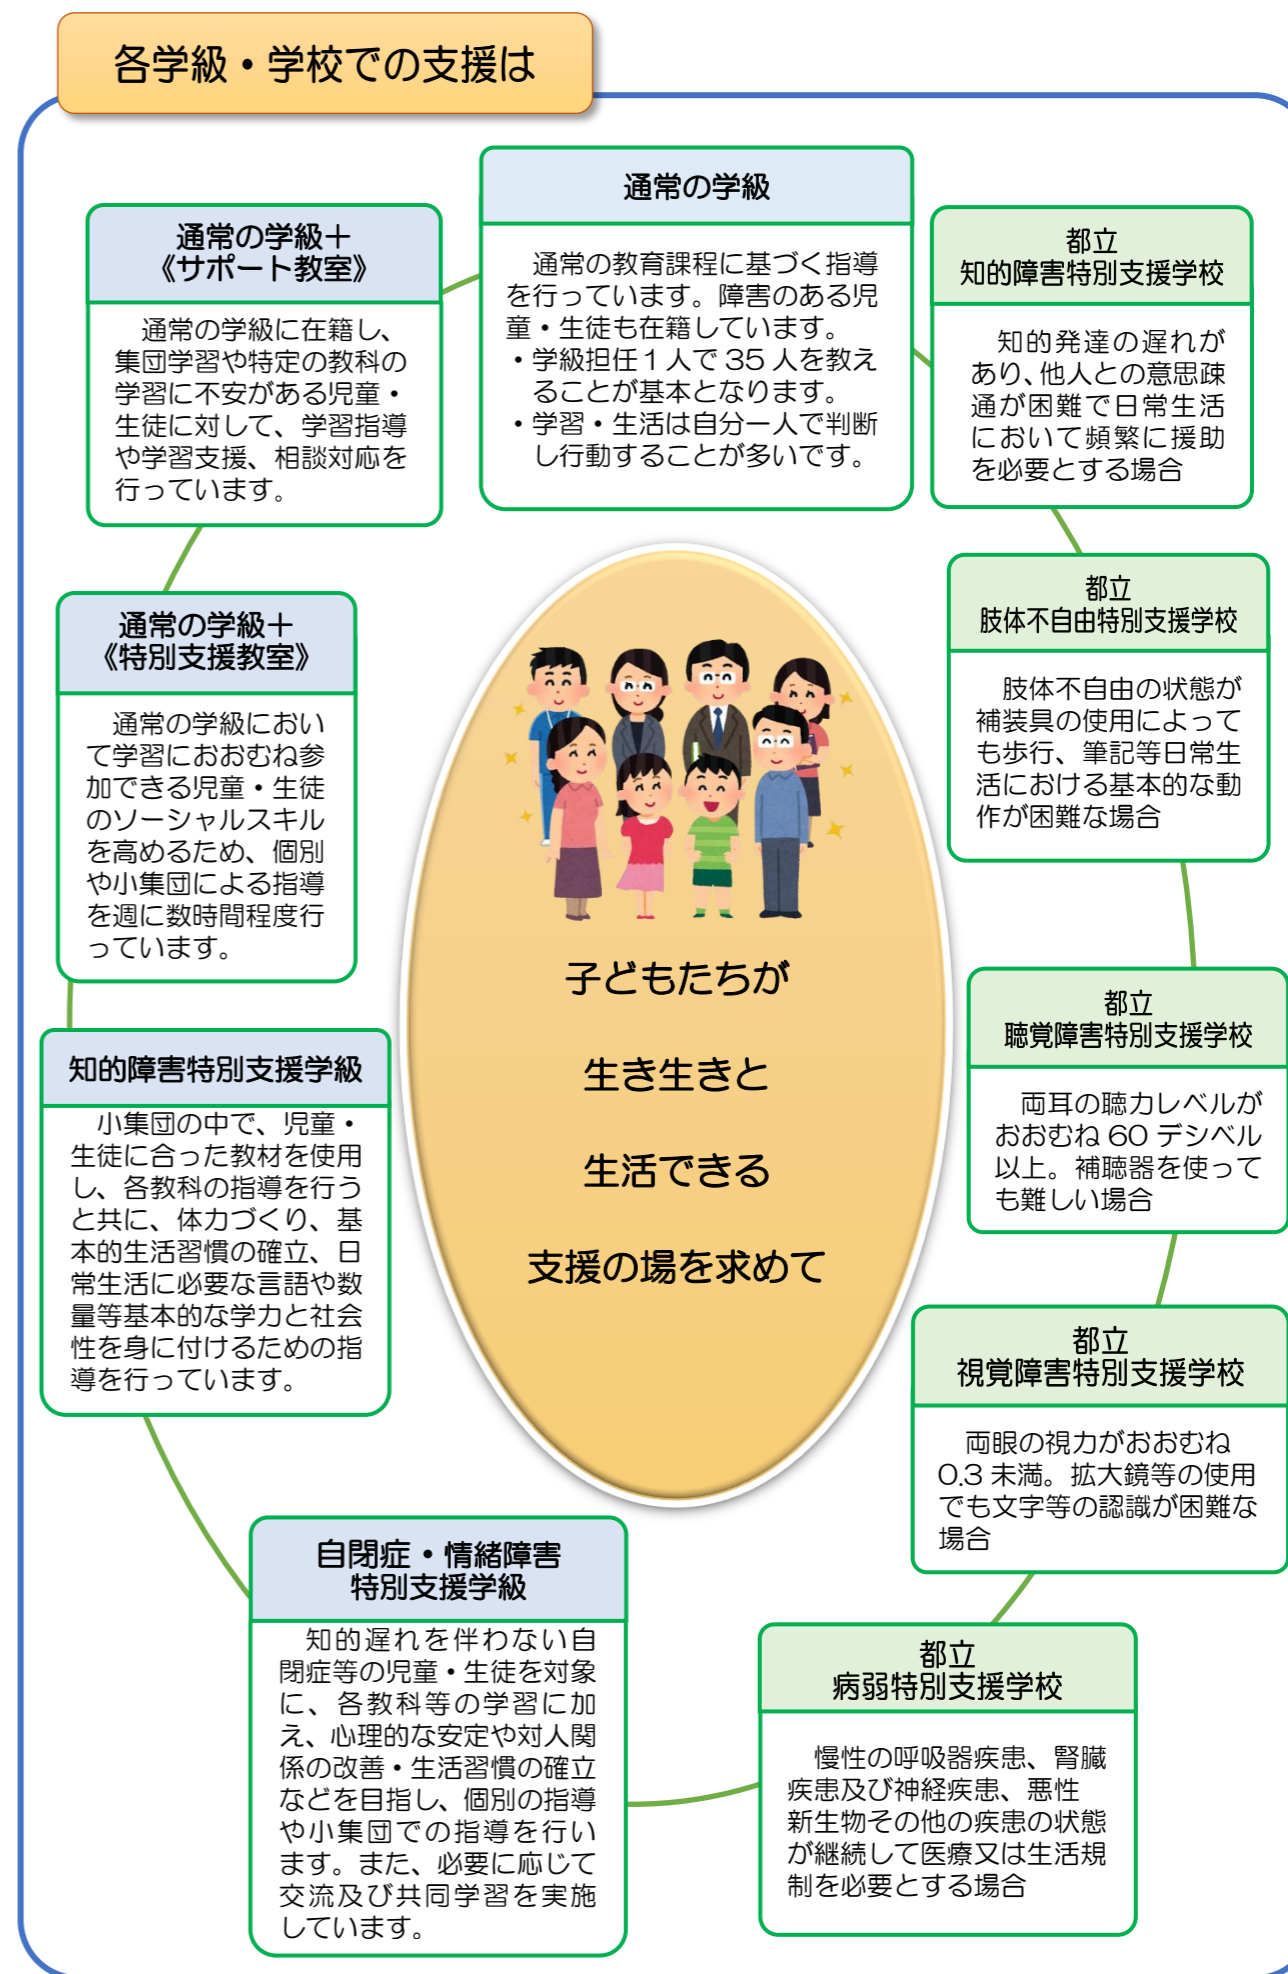 各学級・学校での支援は
通常の学級
通常の教育課程に基づく指導
を行っています。障害のある児
童・生徒も在籍しています。
・学級担任１人で 35 人を教え
ることが基本となります。
・学習・生活は自分一人で判断
し行動することが多いです。
通常の学級＋
《サポート教室》
通常の学級に在籍し、
集団学習や特定の教科の
学習に不安がある児童・
生徒に対して、学習指導
や学習支援、相談対応を
行っています。
通常の学級＋
《特別支援教室》
通常の学級におい
て学習におおむね参
加できる児童・生徒
のソーシャルスキル
を高めるため、個別
や小集団による指導
を週に数時間程度行
っています。
知的障害特別支援学級
小集団の中で、児童・
生徒に合った教材を使用
し、各教科の指導を行う
と共に、体力づくり、基
本的生活習慣の確立、日
常生活に必要な言語や数
量等基本的な学力と社会
性を身に付けるための指
導を行っています。
自閉症・情緒障害
特別支援学級
知的遅れを伴わない自
閉症等の児童・生徒を対象
に、各教科等の学習に加
え、心理的な安定や対人関
係の改善・生活習慣の確立
などを目指し、個別の指導
や小集団での指導を行い
ます。また、必要に応じて
交流及び共同学習を実施
しています。
都立
知的障害特別支援学校
知的発達の遅れが
あり、他人との意思疎
通が困難で日常生活
において頻繁に援助
を必要とする場合
都立
肢体不自由特別支援学校
肢体不自由の状態が
補装具の使用によって
も歩行、筆記等日常生
活における基本的な動
作が困難な場合
都立
聴覚障害特別支援学校
両耳の聴力レベルが
おおむね 60 デシベル
以上。補聴器を使って
も難しい場合
都立
視覚障害特別支援学校
両眼の視力がおおむね
0.3 未満。拡大鏡等の使用
でも文字等の認識が困難な
場合
都立
病弱特別支援学校
慢性の呼吸器疾患、腎臓
疾患及び神経疾患、悪性
新生物その他の疾患の状態
が継続して医療又は生活規
制を必要とする場合
子どもたちが
生き生きと
生活できる
支援の場を求めて